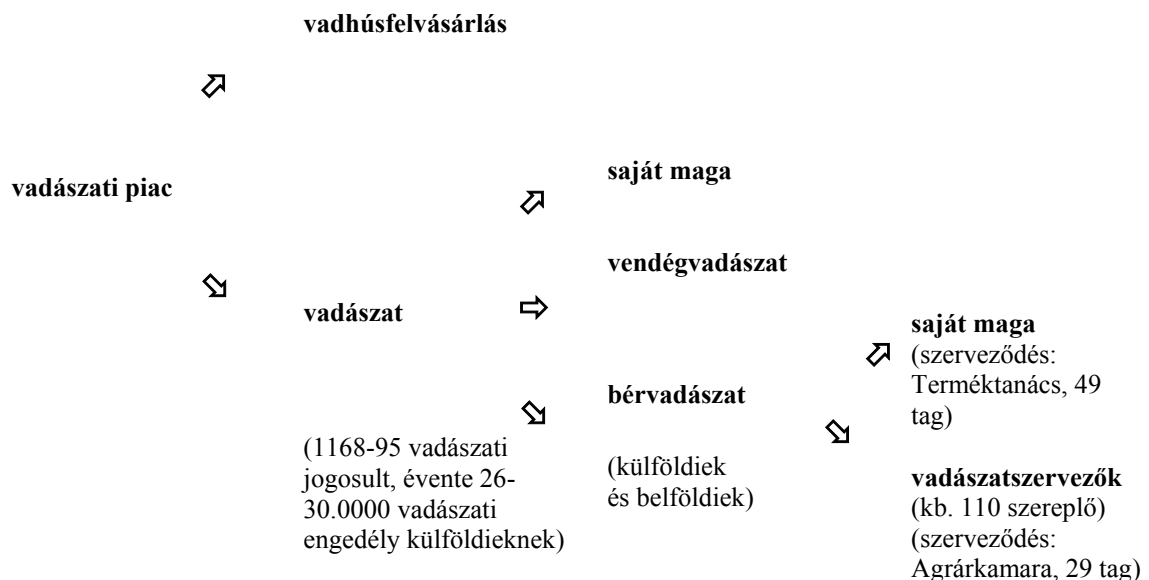 vadhúsfelvásárlás
vadászati piac
saját maga
vendégvadászat
vadászat
(1168-95 vadászati
jogosult, évente 26-
30.0000 vadászati
engedély külföldieknek)
bérvadászat
(külföldiek
és belföldiek)
saját maga
(szerveződés:
Terméktanács, 49
tag)
vadászatszervezők
(kb. 110 szereplő)
(szerveződés:
Agrárkamara, 29 tag)